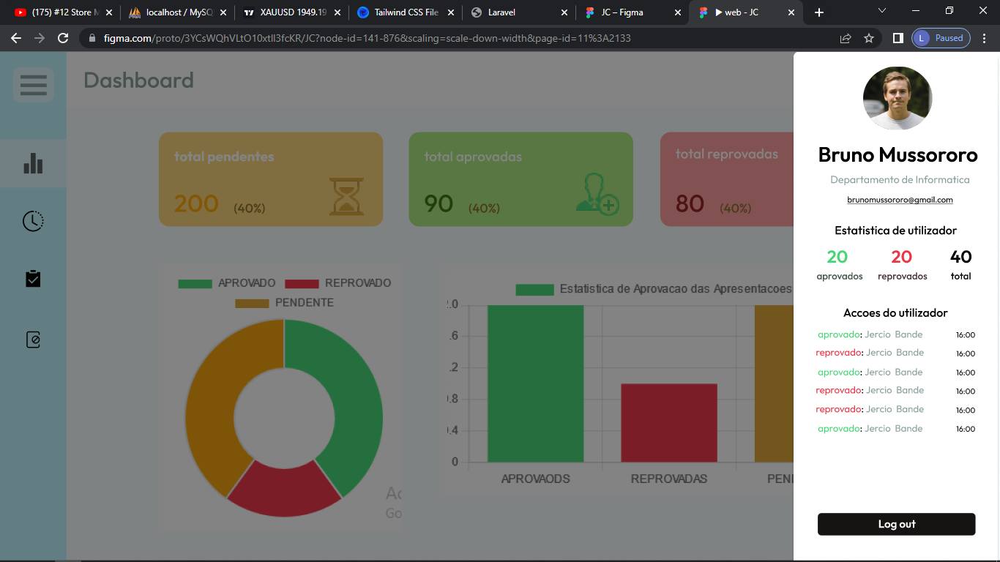 (175) #12 Store M
localhost / MySQ
XAUUSD 1949.19
Tailwind CSS File
Laravel
JC – Figma
▶ web - JC
figma.com/proto/3YCsWQhVLtO10xtIl3fcKR/JC?node-id=141-876&scaling=scale-down-width&page-id=11%3A2133
L Paused
Dashboard
total pendentes
200 (40%)
total aprovadas
90 (40%)
total reprovadas
80 (40%)
APROVADO REPROVADO
PENDENTE
Estatistica de Aprovacao das Apresentacoes
2.0
.6
.2
0.8
0.4
0
APROVAODS REPROVADAS PEN
Ac
Go
Bruno Mussororo
Departamento de Informatica
brunomussororo@gmail.com
Estatistica de utilizador
20 20 40
aprovados reprovados total
Accoes do utilizador
aprovado: Jercio Bande 16:00
reprovado: Jercio Bande 16:00
aprovado: Jercio Bande 16:00
reprovado: Jercio Bande 16:00
reprovado: Jercio Bande 16:00
aprovado: Jercio Bande 16:00
Log out